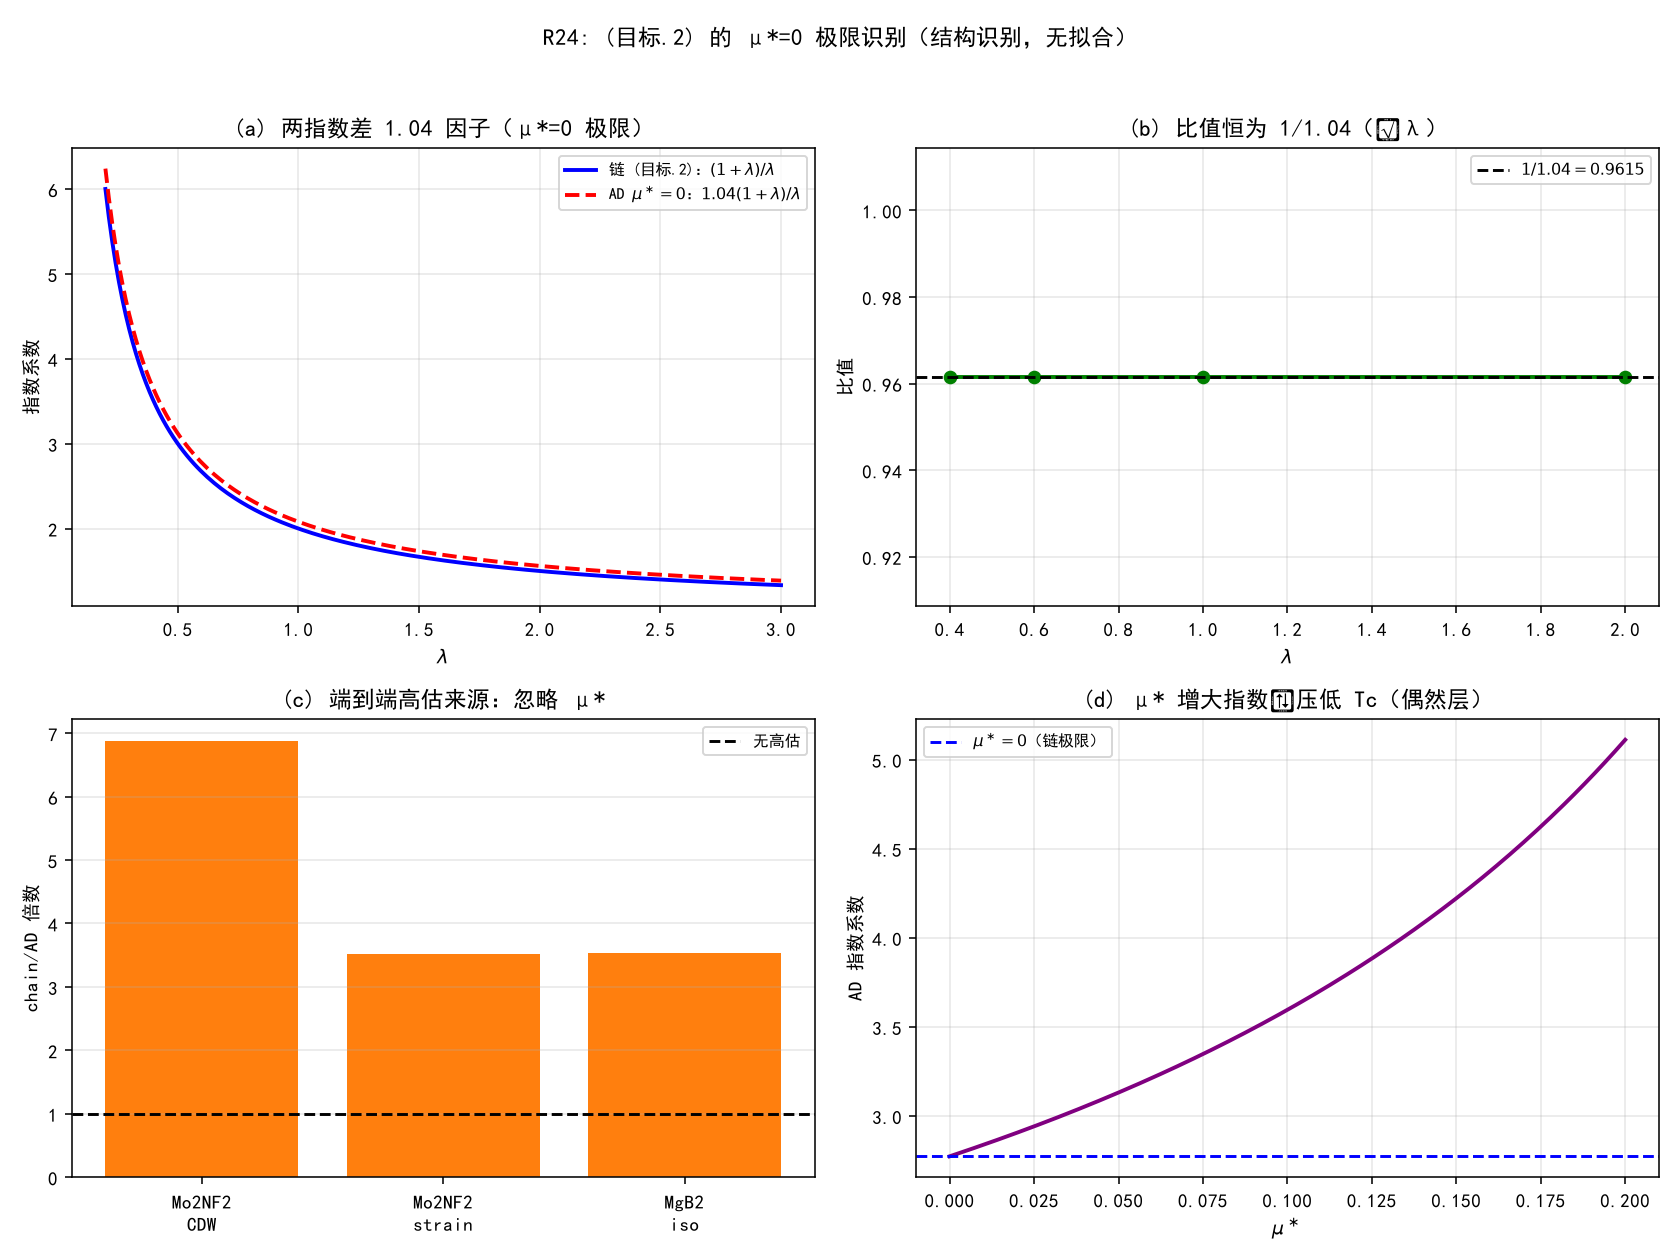 R24: (目标.2) 的 μ*=0 极限识别（结构识别，无拟合）
(a) 两指数差 1.04 因子（μ*=0 极限）
链 (目标.2): (1 + λ)/λ
AD μ* = 0: 1.04(1 + λ)/λ
指数系数
6
5
4
3
2
0.5 1.0 1.5 2.0 2.5 3.0
λ
(b) 比值恒为 1/1.04（√λ）
1/1.04 = 0.9615
比值
1.00
0.98
0.96
0.94
0.92
0.4 0.6 0.8 1.0 1.2 1.4 1.6 1.8 2.0
λ
(c) 端到端高估来源：忽略 μ*
无高估
chain/AD 倍数
7
6
5
4
3
2
1
0
Mo2NF2 Mo2NF2 MgB2
CDW strain iso
(d) μ* 增大指数⇅压低 Tc（偶然层）
μ* = 0（链极限）
AD 指数系数
5.0
4.5
4.0
3.5
3.0
0.000 0.025 0.050 0.075 0.100 0.125 0.150 0.175 0.200
μ*